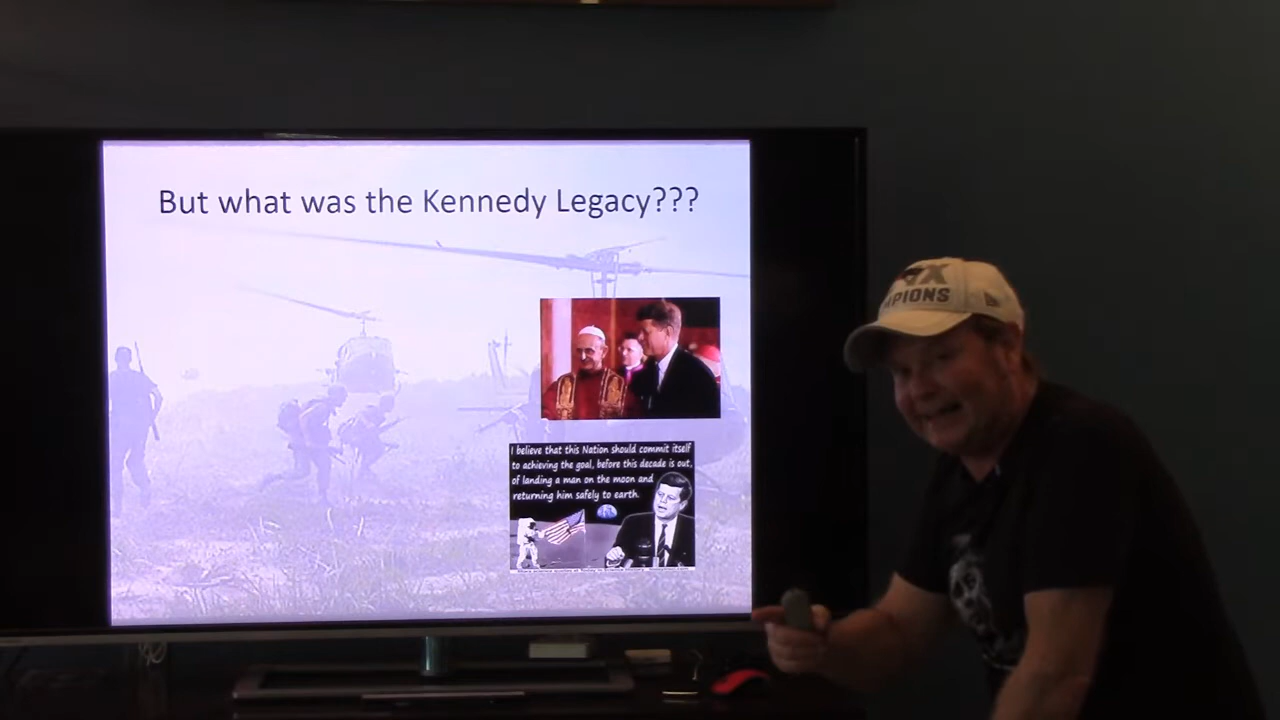 But what was the Kennedy Legacy???
PIONS
I believe that this Nation should commit itself
to achieving the goal, before this decade is out,
of landing a man on the moon and
returning him safely to earth.